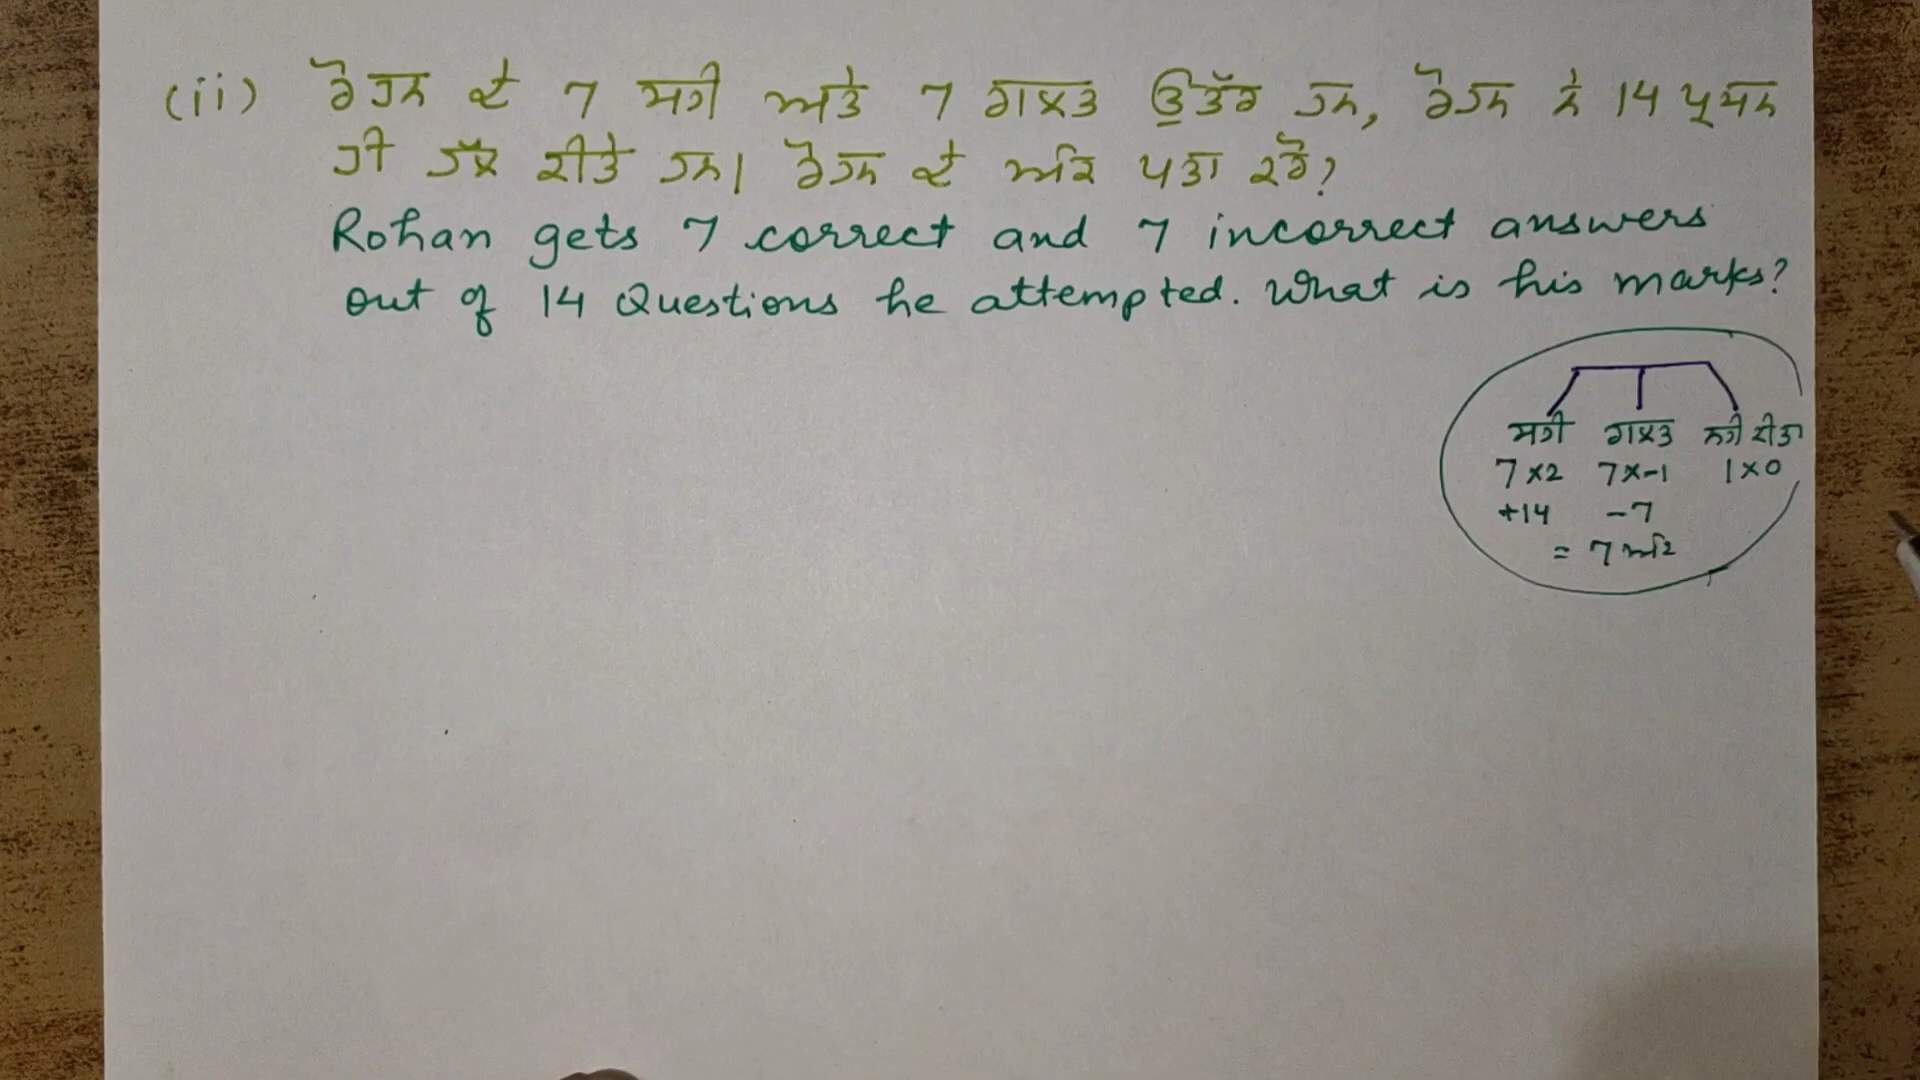 (ii) ਰੋਹਨ ਦੇ 7 ਸਹੀ ਅਤੇ 7 ਗਲਤ ਉੱਤਰ ਹਨ, ਰੋਹਨ ਨੇ 14 ਪ੍ਰਸ਼ਨ
ਹੀ ਹੱਲ ਕੀਤੇ ਹਨ। ਰੋਹਨ ਦੇ ਅੰਕ ਪਤਾ ਕਰੋ?
Rohan gets 7 correct and 7 incorrect answers
out of 14 Questions he attempted. What is his marks?
ਸਹੀ ਗਲਤ ਨਹੀਂ ਕੀਤਾ
7×2 7×-1 1×0
+14 -7
= 7 ਅੰਕ